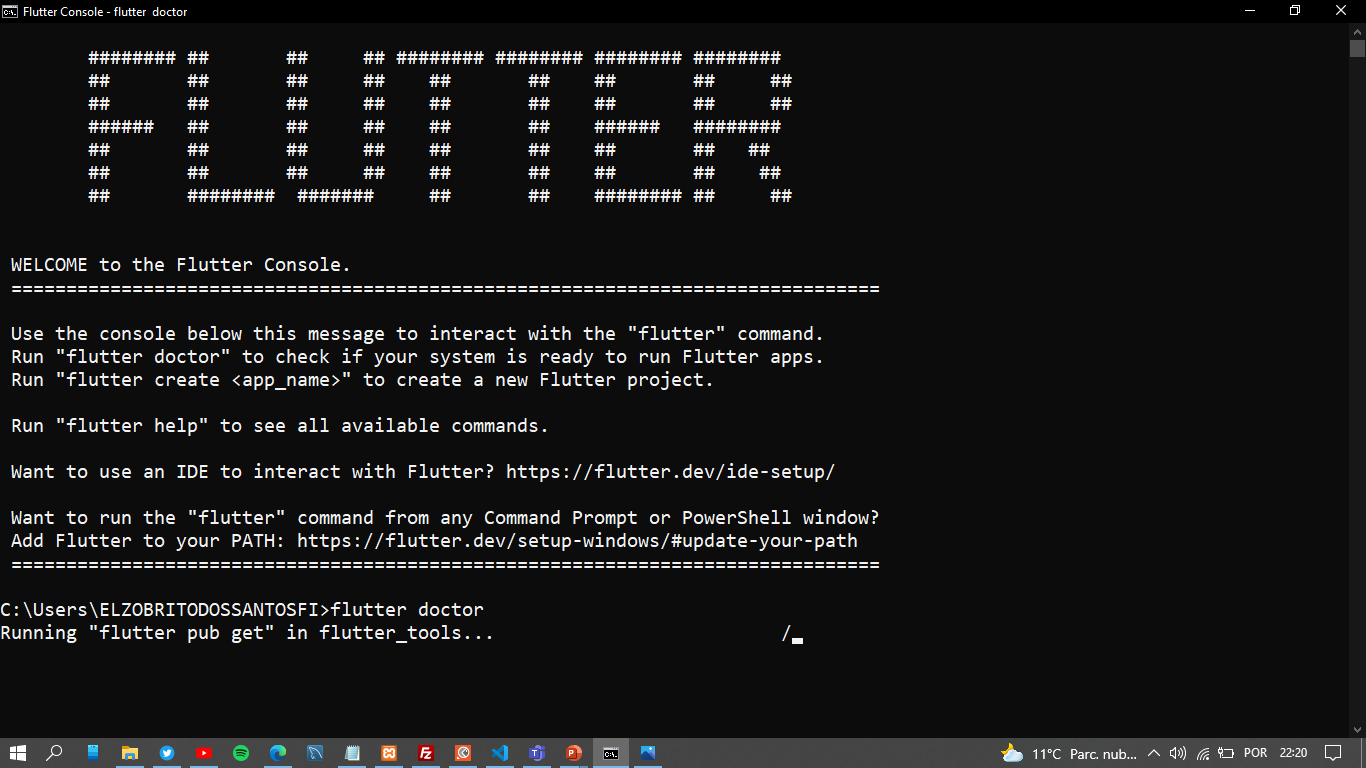 Flutter Console - flutter  doctor
######## ##       ##     ## ######## ######## ######## ########
##       ##       ##     ##    ##       ##    ##       ##     ##
##       ##       ##     ##    ##       ##    ##       ##     ##
######   ##       ##     ##    ##       ##    ######   ########
##       ##       ##     ##    ##       ##    ##       ##   ##
##       ##       ##     ##    ##       ##    ##       ##    ##
##       ########  #######     ##       ##    ######## ##     ##
WELCOME to the Flutter Console.
===============================================================================
Use the console below this message to interact with the "flutter" command.
Run "flutter doctor" to check if your system is ready to run Flutter apps.
Run "flutter create <app_name>" to create a new Flutter project.
Run "flutter help" to see all available commands.
Want to use an IDE to interact with Flutter? https://flutter.dev/ide-setup/
Want to run the "flutter" command from any Command Prompt or PowerShell window?
Add Flutter to your PATH: https://flutter.dev/setup-windows/#update-your-path
===============================================================================
C:\Users\ELZOBRITODOSSANTOSFI>flutter doctor
Running "flutter pub get" in flutter_tools...                          /
11°C Parc. nub... POR 22:20